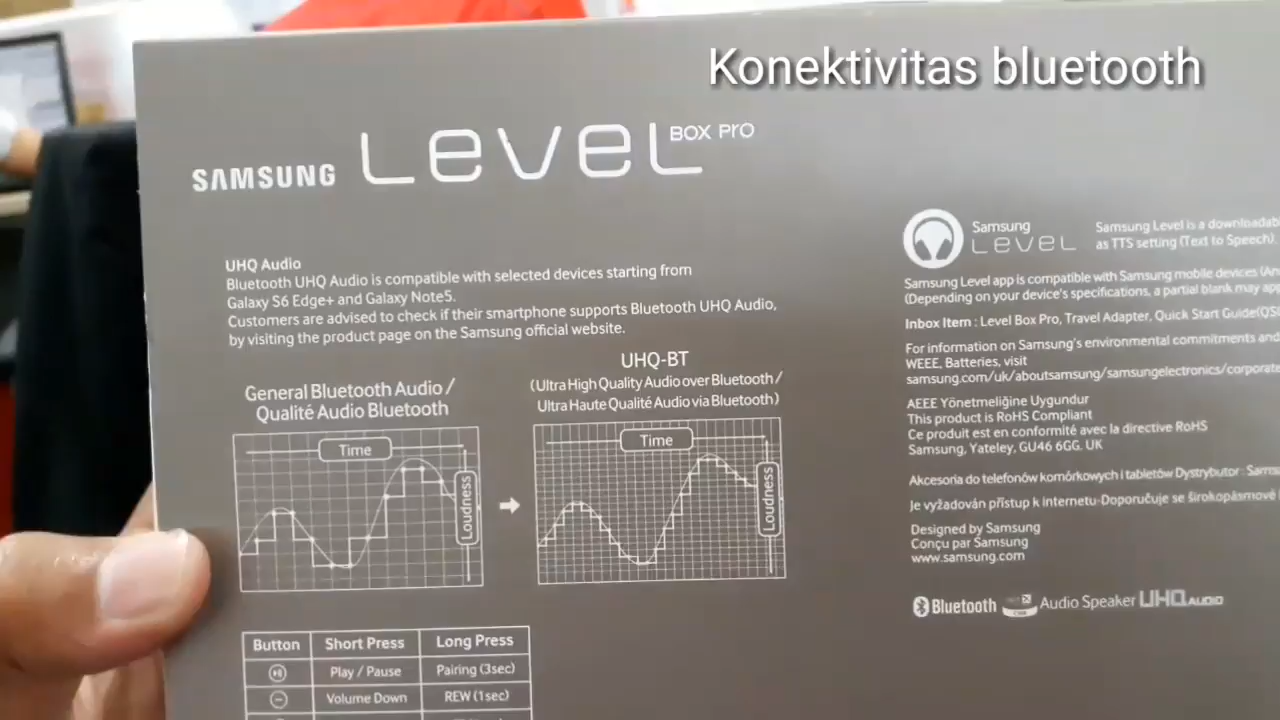 Konektivitas bluetooth
SAMSUNG LEVEL BOX PRO
UHQ Audio
Bluetooth UHQ Audio is compatible with selected devices starting from
Galaxy S6 Edge+ and Galaxy Note5.
Customers are advised to check if their smartphone supports Bluetooth UHQ Audio,
by visiting the product page on the Samsung official website.
General Bluetooth Audio /
Qualité Audio Bluetooth
Time
Loudness
UHQ-BT
(Ultra High Quality Audio over Bluetooth /
Ultra Haute Qualité Audio via Bluetooth)
Time
Loudness
Button Short Press Long Press
Play / Pause Pairing (3sec)
Volume Down REW (1sec)
Samsung
LEVEL
Samsung Level is a downloadab
as TTS setting (Text to Speech)
Samsung Level app is compatible with Samsung mobile devices (An
(Depending on your device's specifications, a partial blank may app
Inbox Item : Level Box Pro, Travel Adapter, Quick Start Guide(QS
For information on Samsung's environmental commitments and
WEEE, Batteries, visit
samsung.com/uk/aboutsamsung/samsungelectronics/corporate
AEEE Yönetmeliğine Uygundur
This product is RoHS Compliant
Ce produit est en conformité avec la directive RoHS
Samsung, Yateley, GU46 6GG. UK
Akcesoria do telefonów komórkowych i tabletów Dystrybutor : Sams
Je vyžadován přístup k internetu-Doporučuje se širokopásmové
Designed by Samsung
Conçu par Samsung
www.samsung.com
Bluetooth Audio Speaker UHQ AUDIO